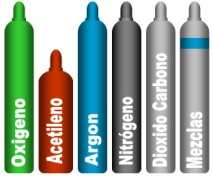 Oxigeno
Acetileno
Argon
Nitrógeno
Dioxido Carbono
Mezclas